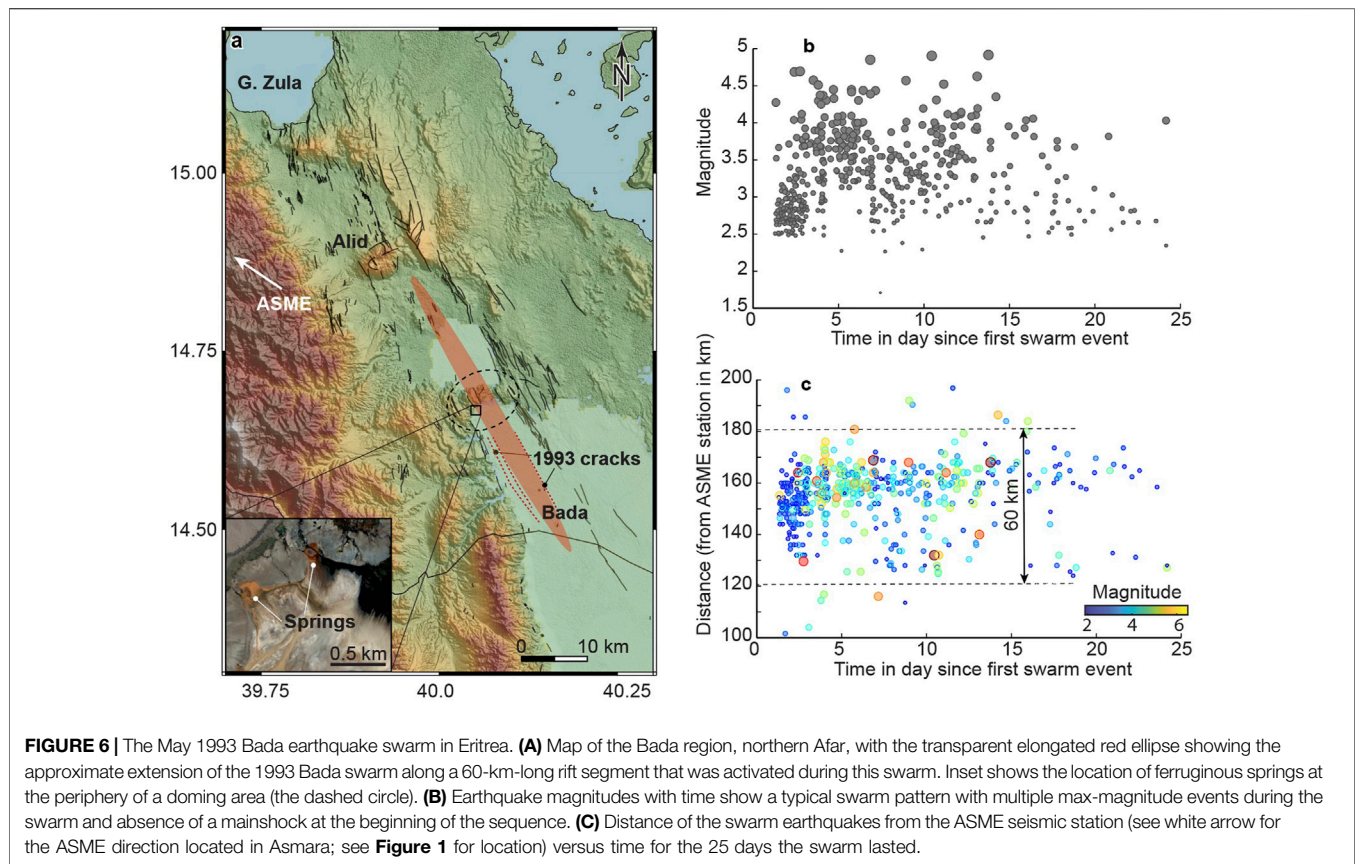 a
G. Zula
N
15.00
Alid
ASME
14.75
1993 cracks
Bada
14.50
Springs
0.5 km
0 10 km
39.75 40.0 40.25
b
Magnitude
5
4.5
4
3.5
3
2.5
2
1.5
0 5 10 15 20 25
Time in day since first swarm event
c
Distance (from ASME station in km)
200
180
160
140
120
100
60 km
Magnitude
2 4 6
0 5 10 15 20 25
Time in day since first swarm event
FIGURE 6 | The May 1993 Bada earthquake swarm in Eritrea. (A) Map of the Bada region, northern Afar, with the transparent elongated red ellipse showing the
approximate extension of the 1993 Bada swarm along a 60-km-long rift segment that was activated during this swarm. Inset shows the location of ferruginous springs at
the periphery of a doming area (the dashed circle). (B) Earthquake magnitudes with time show a typical swarm pattern with multiple max-magnitude events during the
swarm and absence of a mainshock at the beginning of the sequence. (C) Distance of the swarm earthquakes from the ASME seismic station (see white arrow for
the ASME direction located in Asmara; see Figure 1 for location) versus time for the 25 days the swarm lasted.